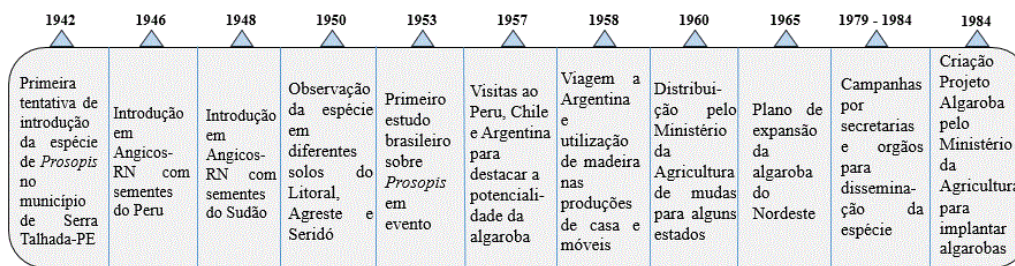 1942
1946
1948
1950
1953
1957
1958
1960
1965
1979 - 1984
1984
Primeira
tentativa de
introdução
da espécie
de Prosopis
no
município
de Serra
Talhada-PE
Introdução
em
Angicos-
RN com
sementes
do Peru
Introdução
em
Angicos-
RN com
sementes
do Sudão
Observação
da espécie
em
diferentes
solos do
Litoral,
Agreste e
Seridó
Primeiro
estudo
brasileiro
sobre
Prosopis
em
evento
Visitas ao
Peru, Chile
e Argentina
para
destacar a
potenciali-
dade da
algaroba
Viagem a
Argentina
e
utilização
de madeira
nas
produções
de casa e
móveis
Distribui-
ção pelo
Ministério
da
Agricultura
de mudas
para alguns
estados
Plano de
expansão
da
algaroba
do
Nordeste
Campanhas
por
secretarias
e orgãos
para
dissemina-
ção da
espécie
Criação
Projeto
Algaroba
pelo
Ministério
da
Agricultura
para
implantar
algarobas